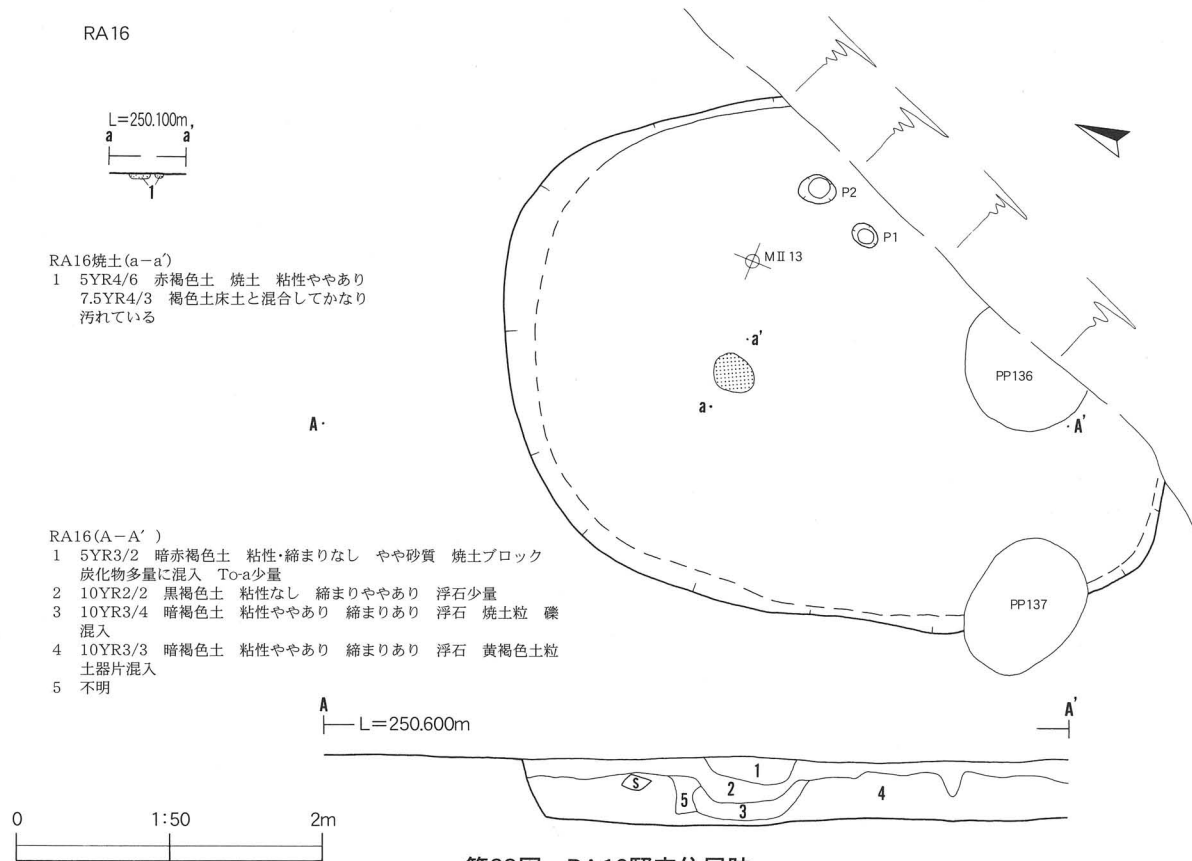 RA16
L=250.100m,
a a'
1
RA16焼土(a−a′)
1 5YR4/6 赤褐色土 焼土 粘性ややあり
7.5YR4/3 褐色土床土と混合してかなり
汚れている
P2
P1
MⅡ13
a'
a
PP136
A
A'
PP137
RA16(A−A′)
1 5YR3/2 暗赤褐色土 粘性・締まりなし やや砂質 焼土ブロック
炭化物多量に混入 To-a少量
2 10YR2/2 黒褐色土 粘性なし 締まりややあり 浮石少量
3 10YR3/4 暗褐色土 粘性ややあり 締まりあり 浮石 焼土粒 礫
混入
4 10YR3/3 暗褐色土 粘性ややあり 締まりあり 浮石 黄褐色土粒
土器片混入
5 不明
A A'
L=250.600m
1
S 2 4
5 3
0 1:50 2m